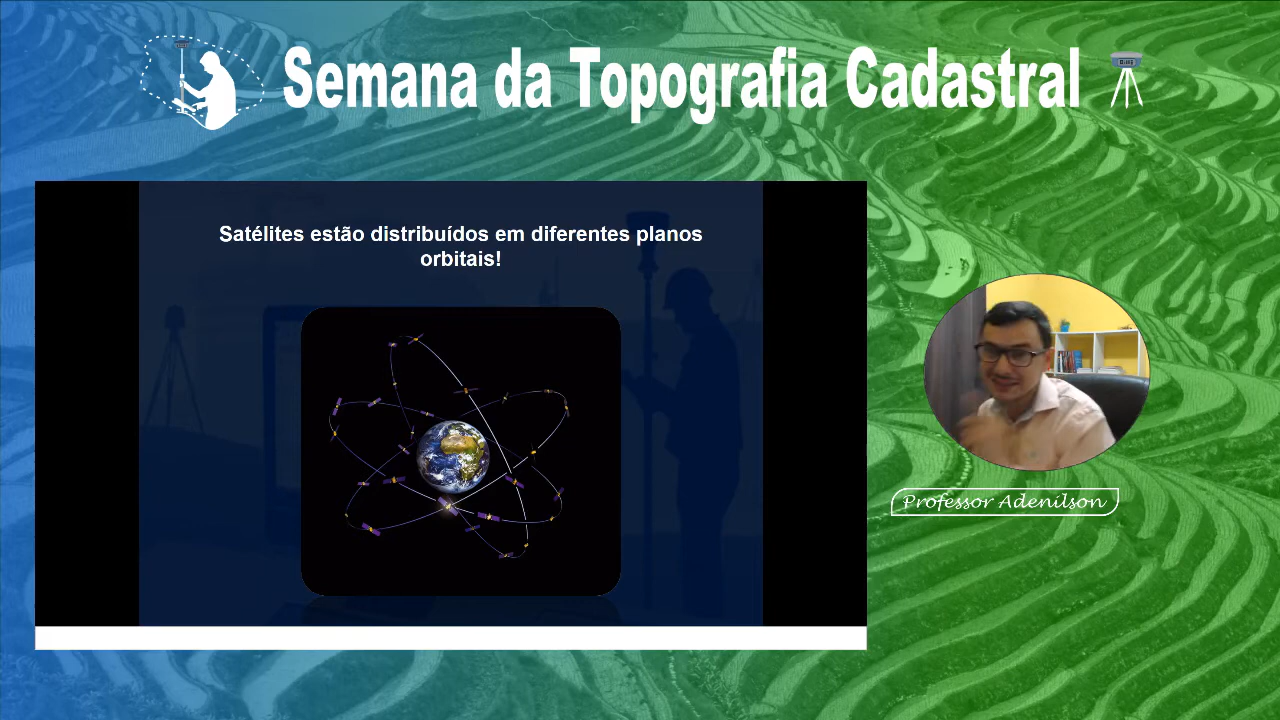 Semana da Topografia Cadastral
Satélites estão distribuídos em diferentes planos
orbitais!
Professor Adenilson